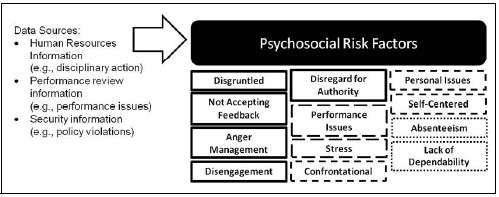 Data Sources:
• Human Resources
Information
(e.g., disciplinary action)
• Performance review
information
(e.g., performance issues)
• Security information
(e.g., policy violations)
Psychosocial Risk Factors
Disgruntled
Not Accepting
Feedback
Anger
Management
Disengagement
Disregard for
Authority
Performance
Issues
Stress
Confrontational
Personal Issues
Self-Centered
Absenteeism
Lack of
Dependability